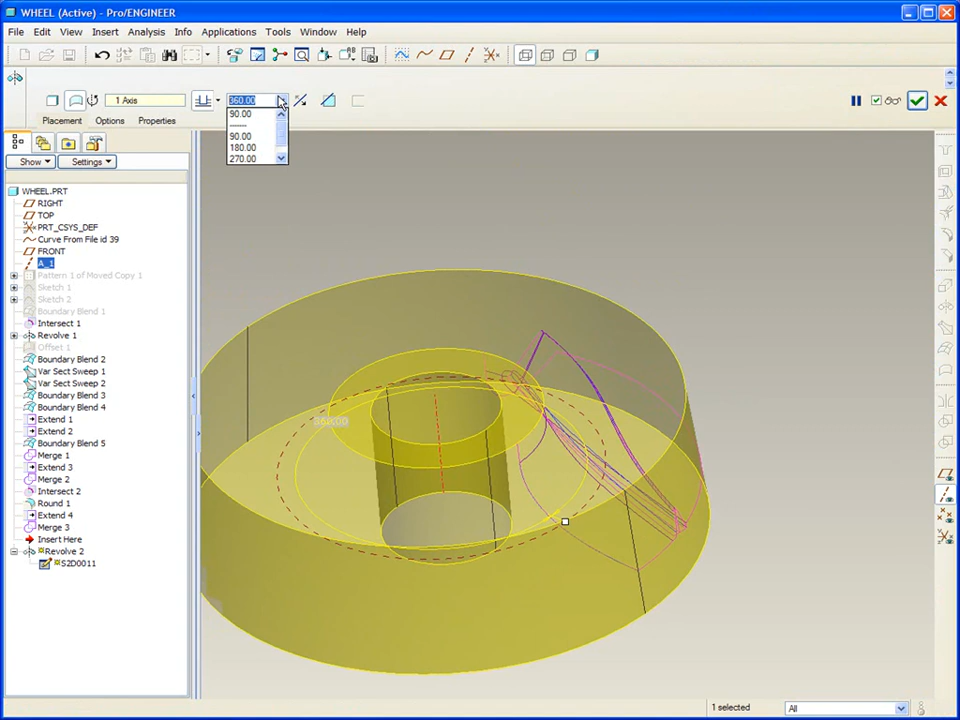 WHEEL (Active) - Pro/ENGINEER
File Edit View Insert Analysis Info Applications Tools Window Help
1 Axis
360.00
90.00
90.00
180.00
270.00
Placement Options Properties
Show Settings
WHEEL.PRT
RIGHT
TOP
PRT_CSYS_DEF
Curve From File id 39
FRONT
A_1
Pattern 1 of Moved Copy 1
Sketch 1
Sketch 2
Boundary Blend 1
Intersect 1
Revolve 1
Offset 1
Boundary Blend 2
Var Sect Sweep 1
Var Sect Sweep 2
Boundary Blend 3
Boundary Blend 4
Extend 1
Extend 2
Boundary Blend 5
Merge 1
Extend 3
Merge 2
Intersect 2
Round 1
Extend 4
Merge 3
Insert Here
Revolve 2
S2D0011
360.00
1 selected
All